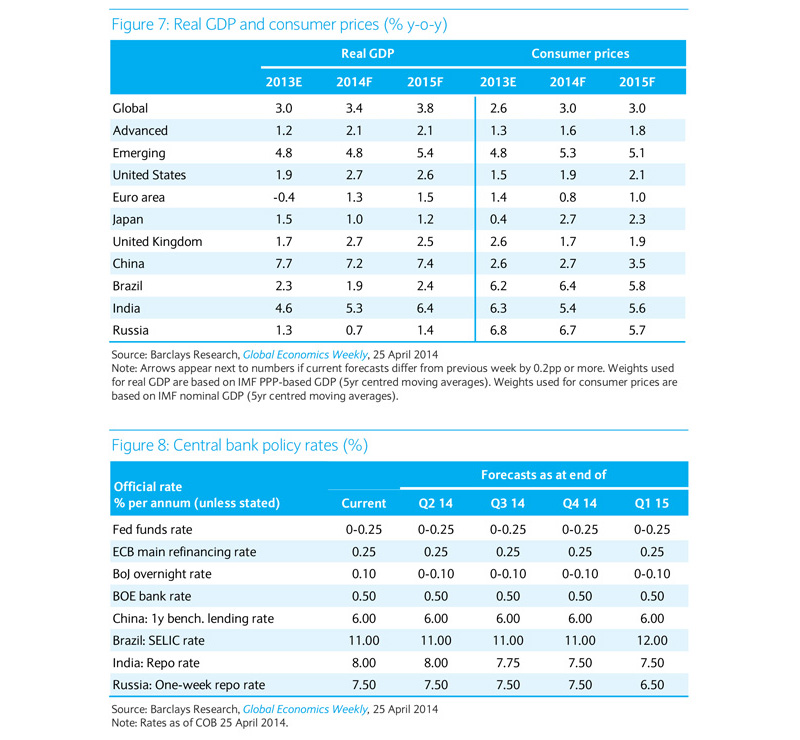 Figure 7: Real GDP and consumer prices (% y-o-y)
Real GDP Consumer prices
2013E 2014F 2015F 2013E 2014F 2015F
Global 3.0 3.4 3.8 2.6 3.0 3.0
Advanced 1.2 2.1 2.1 1.3 1.6 1.8
Emerging 4.8 4.8 5.4 4.8 5.3 5.1
United States 1.9 2.7 2.6 1.5 1.9 2.1
Euro area -0.4 1.3 1.5 1.4 0.8 1.0
Japan 1.5 1.0 1.2 0.4 2.7 2.3
United Kingdom 1.7 2.7 2.5 2.6 1.7 1.9
China 7.7 7.2 7.4 2.6 2.7 3.5
Brazil 2.3 1.9 2.4 6.2 6.4 5.8
India 4.6 5.3 6.4 6.3 5.4 5.6
Russia 1.3 0.7 1.4 6.8 6.7 5.7
Source: Barclays Research, Global Economics Weekly, 25 April 2014
Note: Arrows appear next to numbers if current forecasts differ from previous week by 0.2pp or more. Weights used
for real GDP are based on IMF PPP-based GDP (5yr centred moving averages). Weights used for consumer prices are
based on IMF nominal GDP (5yr centred moving averages).
Figure 8: Central bank policy rates (%)
Forecasts as at end of
Official rate
% per annum (unless stated) Current Q2 14 Q3 14 Q4 14 Q1 15
Fed funds rate 0-0.25 0-0.25 0-0.25 0-0.25 0-0.25
ECB main refinancing rate 0.25 0.25 0.25 0.25 0.25
BoJ overnight rate 0.10 0-0.10 0-0.10 0-0.10 0-0.10
BOE bank rate 0.50 0.50 0.50 0.50 0.50
China: 1y bench. lending rate 6.00 6.00 6.00 6.00 6.00
Brazil: SELIC rate 11.00 11.00 11.00 11.00 12.00
India: Repo rate 8.00 8.00 7.75 7.50 7.50
Russia: One-week repo rate 7.50 7.50 7.50 7.50 6.50
Source: Barclays Research, Global Economics Weekly, 25 April 2014
Note: Rates as of COB 25 April 2014.